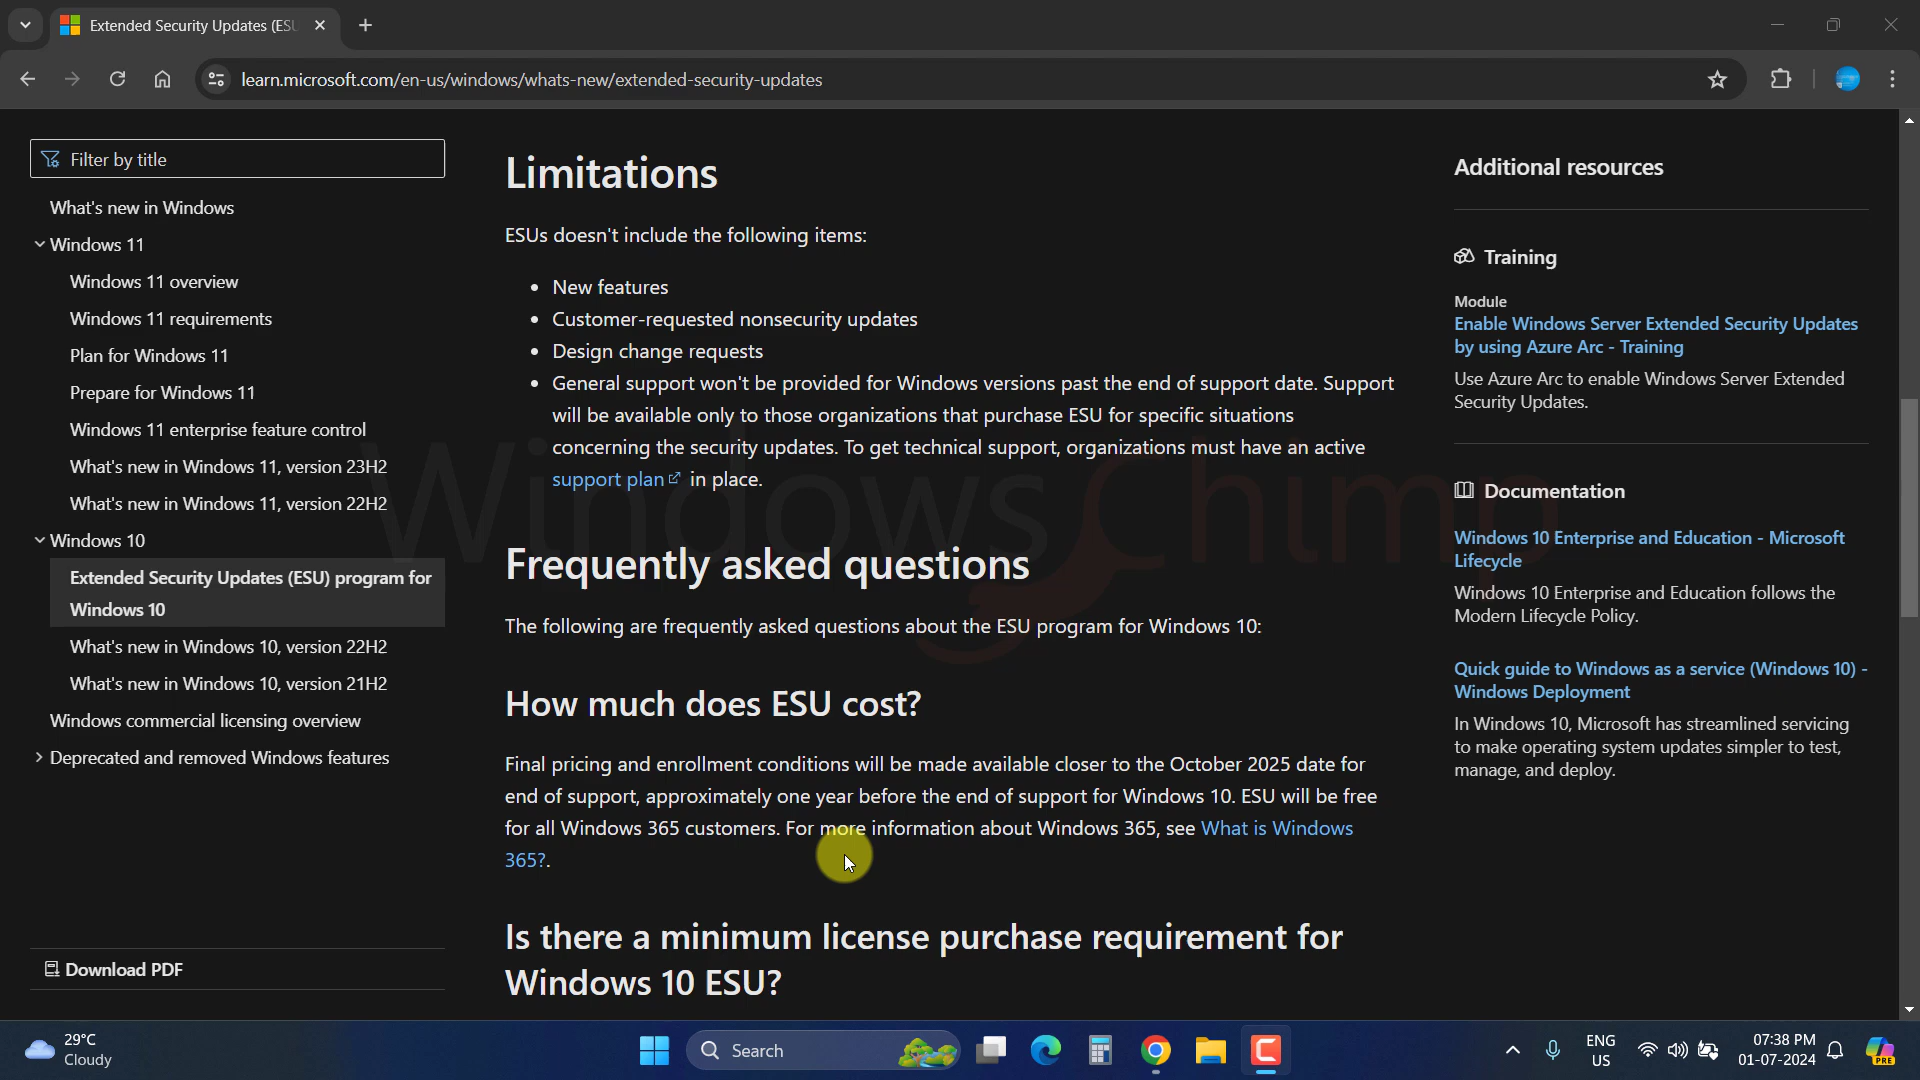 Extended Security Updates (ESU
learn.microsoft.com/en-us/windows/whats-new/extended-security-updates
Filter by title
What's new in Windows
Windows 11
Windows 11 overview
Windows 11 requirements
Plan for Windows 11
Prepare for Windows 11
Windows 11 enterprise feature control
What's new in Windows 11, version 23H2
What's new in Windows 11, version 22H2
Windows 10
Extended Security Updates (ESU) program for
Windows 10
What's new in Windows 10, version 22H2
What's new in Windows 10, version 21H2
Windows commercial licensing overview
Deprecated and removed Windows features
Download PDF
Limitations
ESUs doesn't include the following items:
• New features
• Customer-requested nonsecurity updates
• Design change requests
• General support won't be provided for Windows versions past the end of support date. Support
will be available only to those organizations that purchase ESU for specific situations
concerning the security updates. To get technical support, organizations must have an active
support plan in place.
Frequently asked questions
The following are frequently asked questions about the ESU program for Windows 10:
How much does ESU cost?
Final pricing and enrollment conditions will be made available closer to the October 2025 date for
end of support, approximately one year before the end of support for Windows 10. ESU will be free
for all Windows 365 customers. For more information about Windows 365, see What is Windows
365?.
Is there a minimum license purchase requirement for
Windows 10 ESU?
Additional resources
Training
Module
Enable Windows Server Extended Security Updates
by using Azure Arc - Training
Use Azure Arc to enable Windows Server Extended
Security Updates.
Documentation
Windows 10 Enterprise and Education - Microsoft
Lifecycle
Windows 10 Enterprise and Education follows the
Modern Lifecycle Policy.
Quick guide to Windows as a service (Windows 10) -
Windows Deployment
In Windows 10, Microsoft has streamlined servicing
to make operating system updates simpler to test,
manage, and deploy.
WindowsChimp
29°C
Cloudy
Search
ENG
US
07:38 PM
01-07-2024
PRE